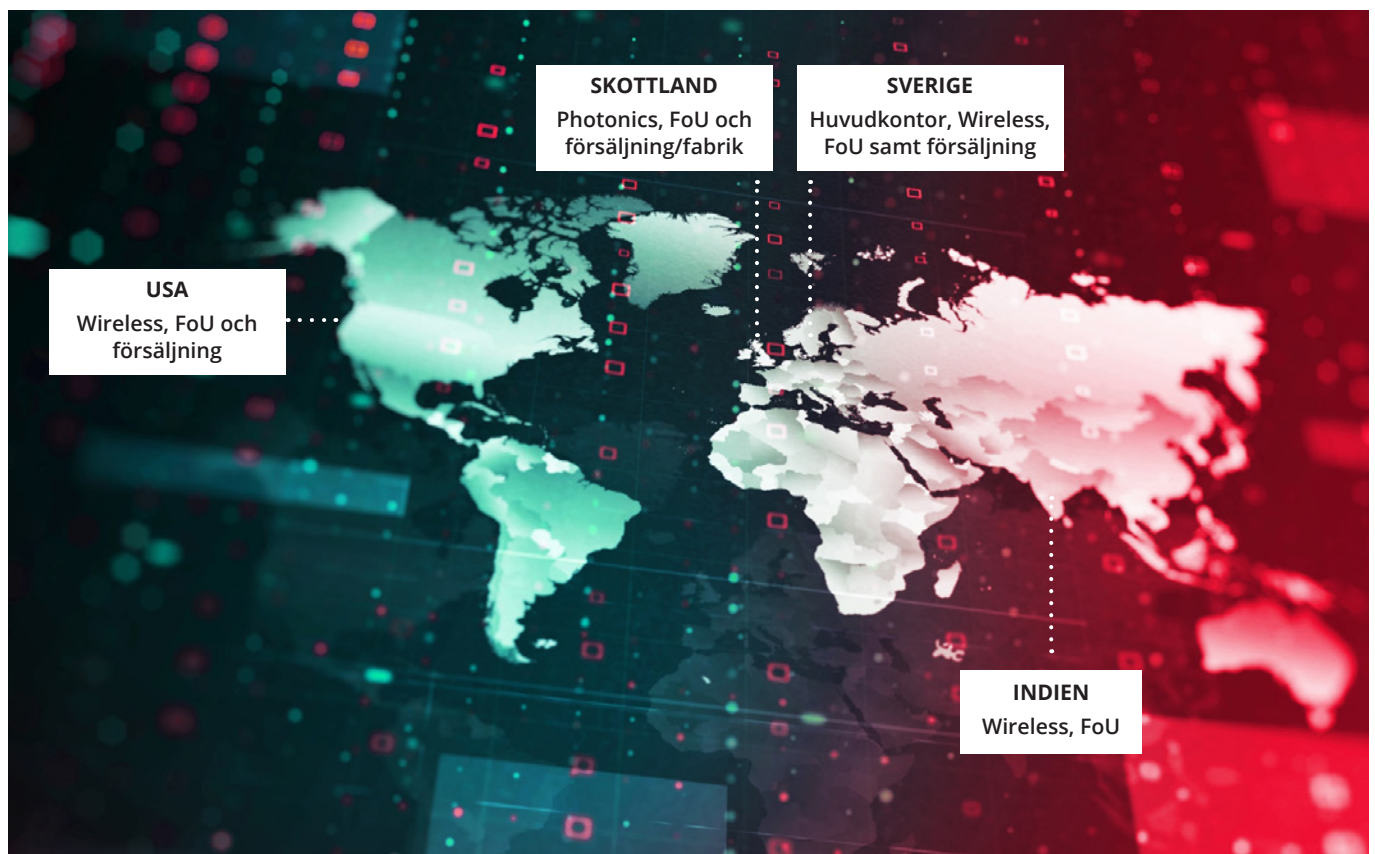 SKOTTLAND
Photonics, FoU och
försäljning/fabrik
SVERIGE
Huvudkontor, Wireless,
FoU samt försäljning
USA
Wireless, FoU och
försäljning
INDIEN
Wireless, FoU